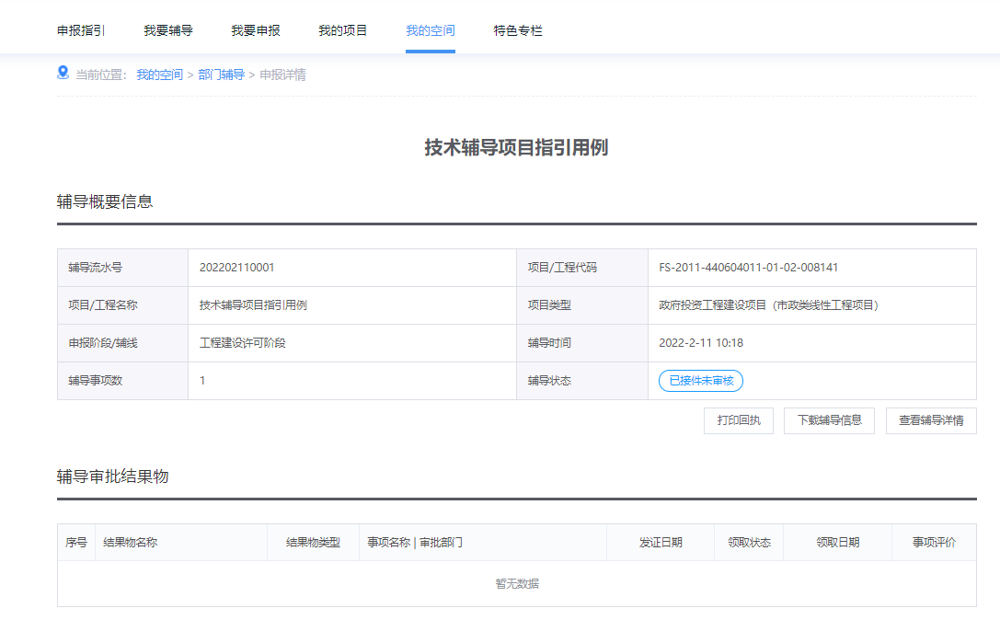 申报指引 我要辅导 我要申报 我的项目 我的空间 特色专栏
当前位置： 我的空间 > 部门辅导 > 申报详情
技术辅导项目指引用例
辅导概要信息
辅导流水号 202202110001 项目/工程代码 FS-2011-440604011-01-02-008141
项目/工程名称 技术辅导项目指引用例 项目类型 政府投资工程建设项目（市政类线性工程项目）
申报阶段/辅线 工程建设许可阶段 辅导时间 2022-2-11 10:18
辅导事项数 1 辅导状态 已接件未审核
打印回执 下载辅导信息 查看辅导详情
辅导审批结果物
序号 结果物名称 结果物类型 事项名称 | 审批部门 发证日期 领取状态 领取日期 事项评价
暂无数据